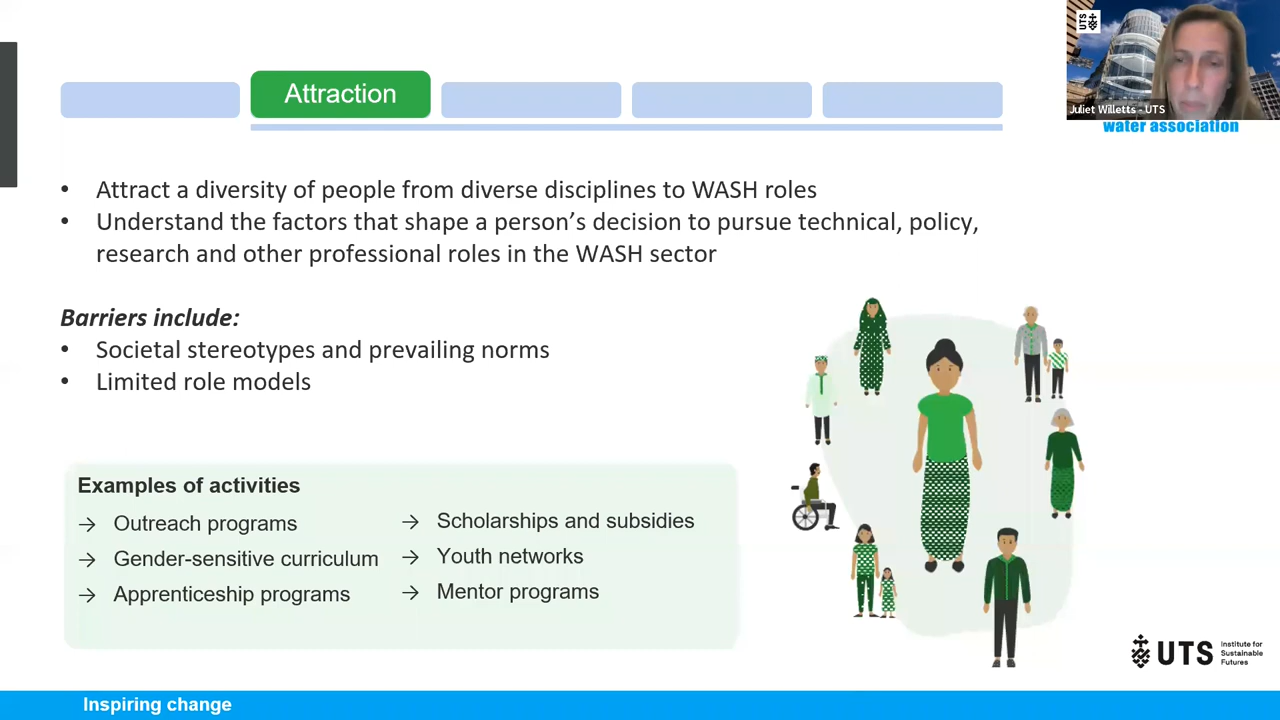 Attraction
UTS
Juliet Willetts - UTS
water association
• Attract a diversity of people from diverse disciplines to WASH roles
• Understand the factors that shape a person’s decision to pursue technical, policy,
research and other professional roles in the WASH sector
Barriers include:
• Societal stereotypes and prevailing norms
• Limited role models
Examples of activities
→ Outreach programs
→ Gender-sensitive curriculum
→ Apprenticeship programs
→ Scholarships and subsidies
→ Youth networks
→ Mentor programs
UTS
Institute for
Sustainable
Futures
Inspiring change